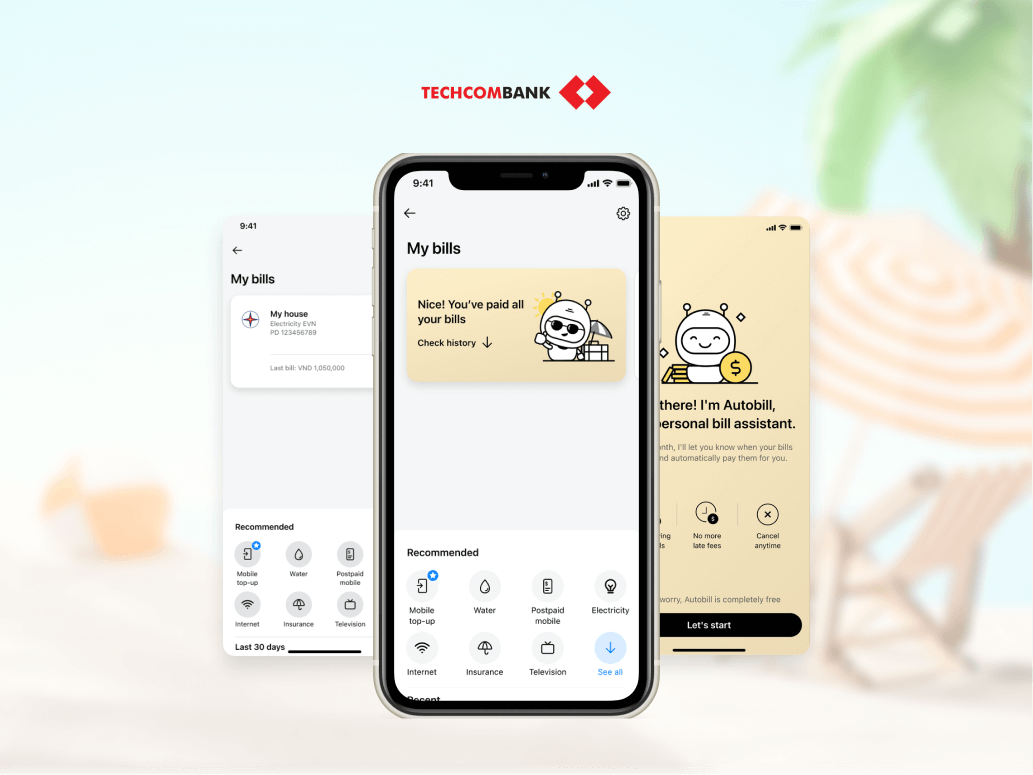 TECHCOMBANK
9:41
My bills
My house
Electricity EVN
PD 123456789
Last bill: VND 1,050,000
Recommended
Mobile
top-up
Water
Postpaid
mobile
Internet
Insurance
Television
Last 30 days
9:41
My bills
Nice! You've paid all
your bills
Check history
Recommended
Mobile
top-up
Water
Postpaid
mobile
Electricity
Internet
Insurance
Television
See all
Recent
$
there! I'm Autobill,
personal bill assistant.
I'll let you know when your bills
automatically pay them for you.
$
No more
late fees
Cancel
anytime
worry, Autobill is completely free
Let's start